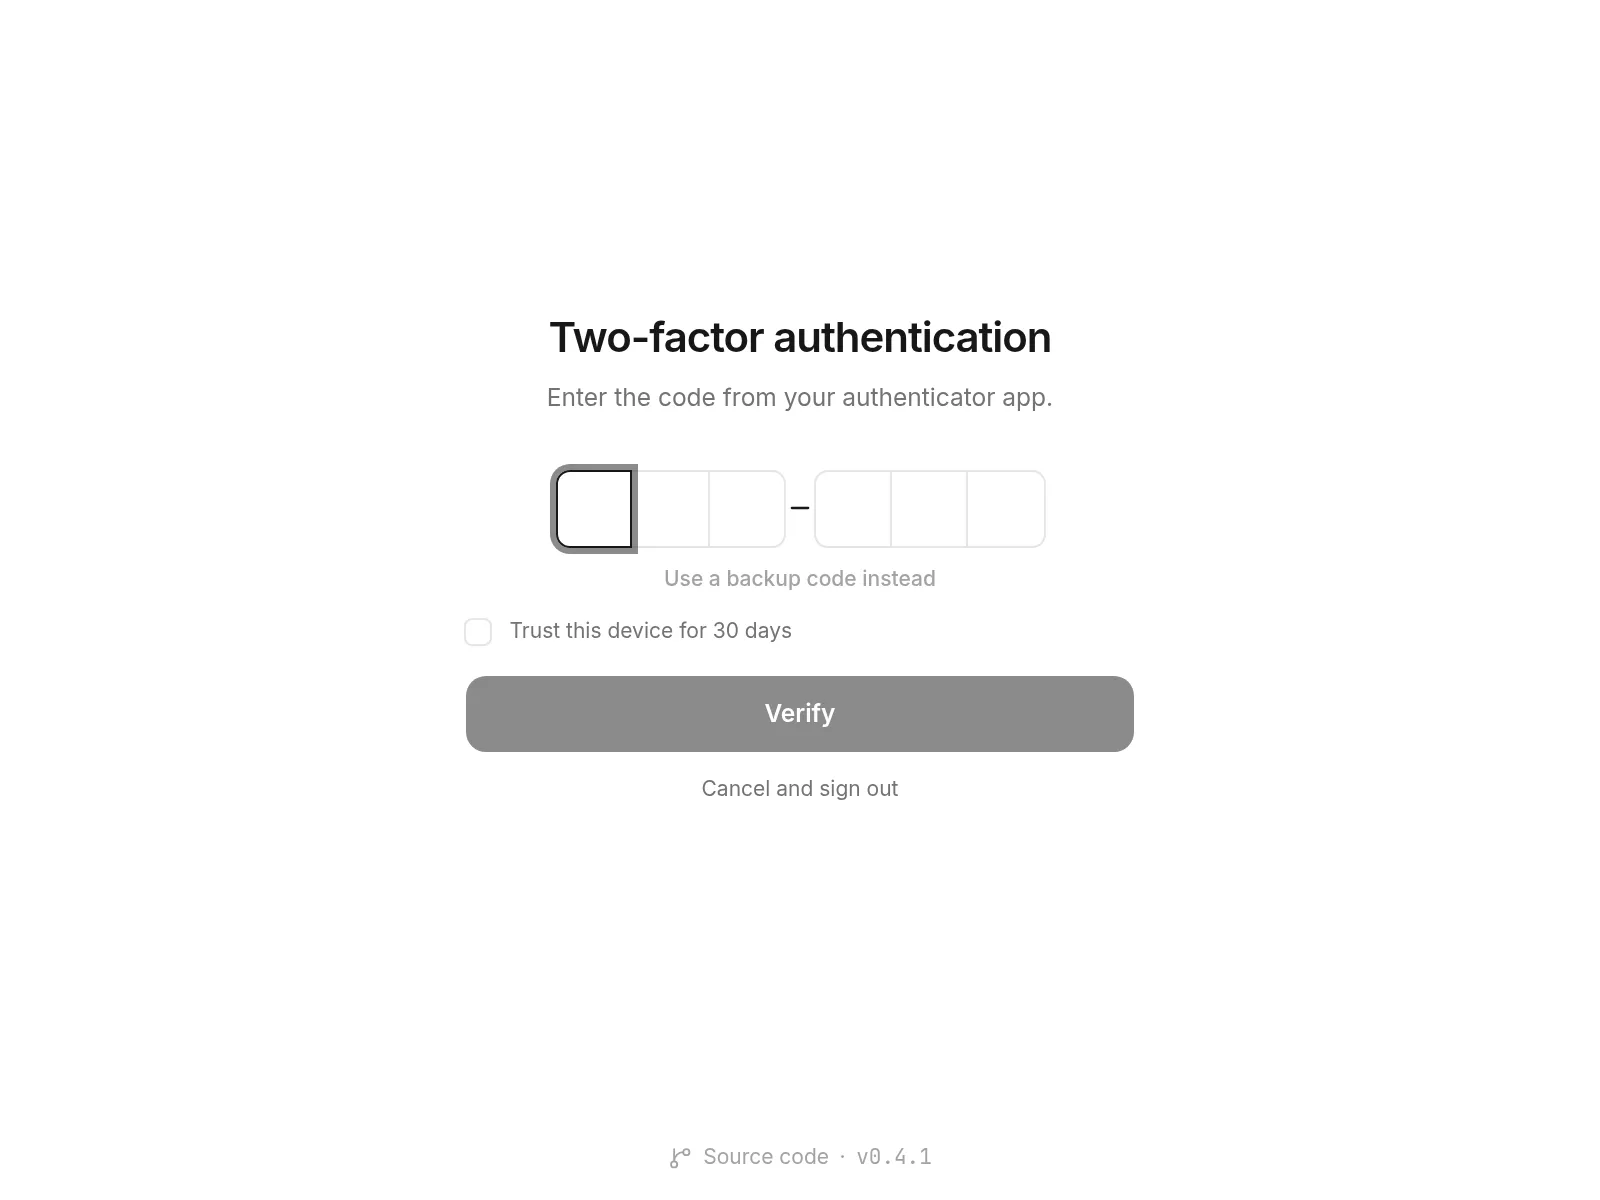 Two-factor authentication
Enter the code from your authenticator app.
–
Use a backup code instead
Trust this device for 30 days
Verify
Cancel and sign out
Source code · v0.4.1